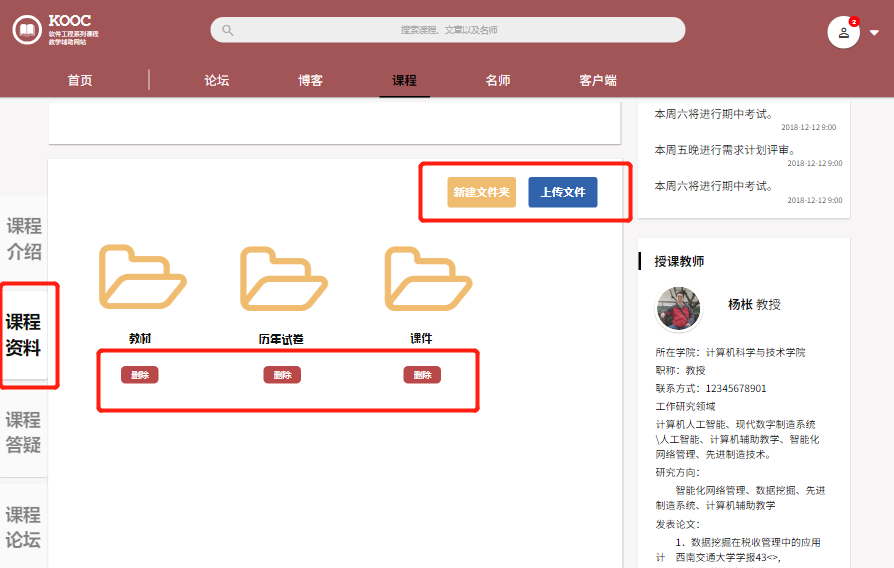 KOOC
软件工程系列课程
教学辅助网站
搜索课程、文章以及名师
2
首页
论坛
博客
课程
名师
客户端
本周六将进行期中考试。
2018-12-12 9:00
本周五晚进行需求计划评审。
2018-12-12 9:00
本周六将进行期中考试。
2018-12-12 9:00
课程
介绍
课程
资料
课程
答疑
课程
论坛
新建文件夹
上传文件
教材
历年试卷
课件
删除
删除
删除
授课教师
杨枨 教授
所在学院：计算机科学与技术学院
职称：教授
联系方式：12345678901
工作研究领域
计算机人工智能、现代数字制造系统
\人工智能、计算机辅助教学、智能化
网络管理、先进制造技术。
研究方向：
智能化网络管理、数据挖掘、先进
制造系统、计算机辅助教学
发表论文：
1．数据挖掘在税收管理中的应用
计 西南交通大学学报43<>,